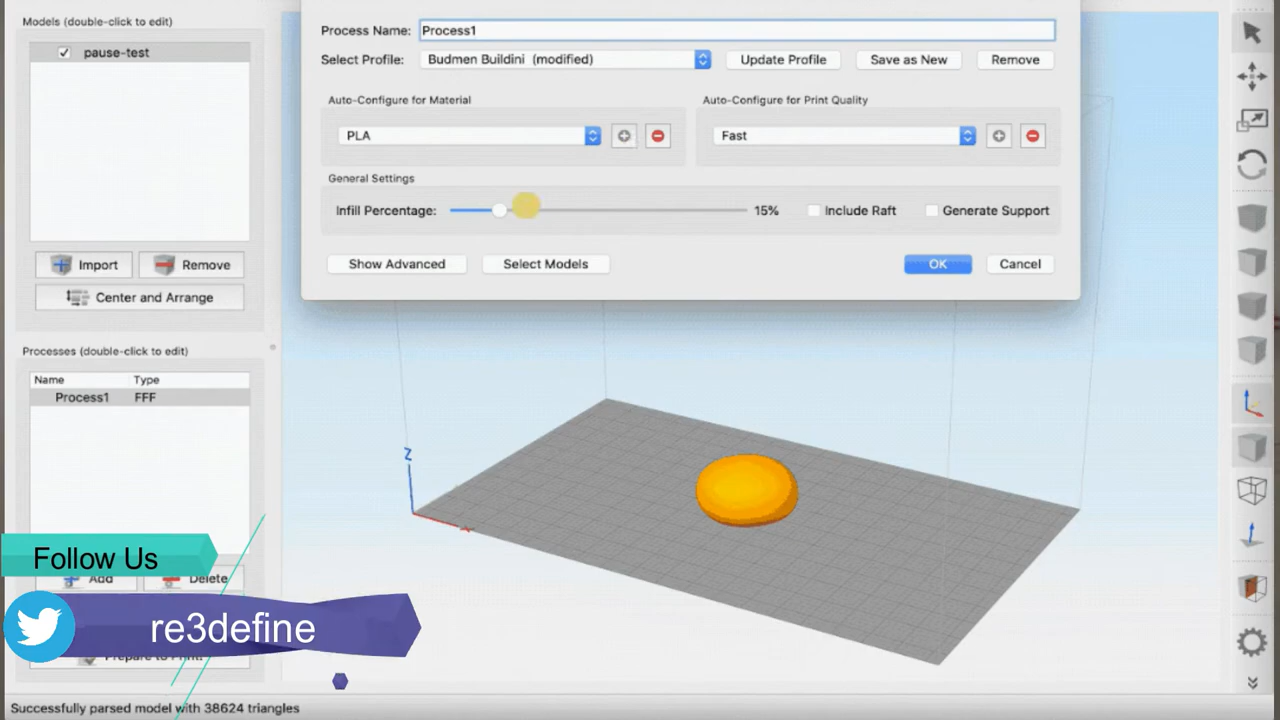 Models (double-click to edit)
pause-test
Import
Remove
Center and Arrange
Processes (double-click to edit)
Name Type
Process1 FFF
Add
Delete
Prepare to Print!
Process Name: Process1
Select Profile: Budmen Buildini (modified)
Update Profile
Save as New
Remove
Auto-Configure for Material
PLA
Auto-Configure for Print Quality
Fast
General Settings
Infill Percentage: 15%
Include Raft
Generate Support
Show Advanced
Select Models
OK
Cancel
Z
Follow Us
re3define
Successfully parsed model with 38624 triangles